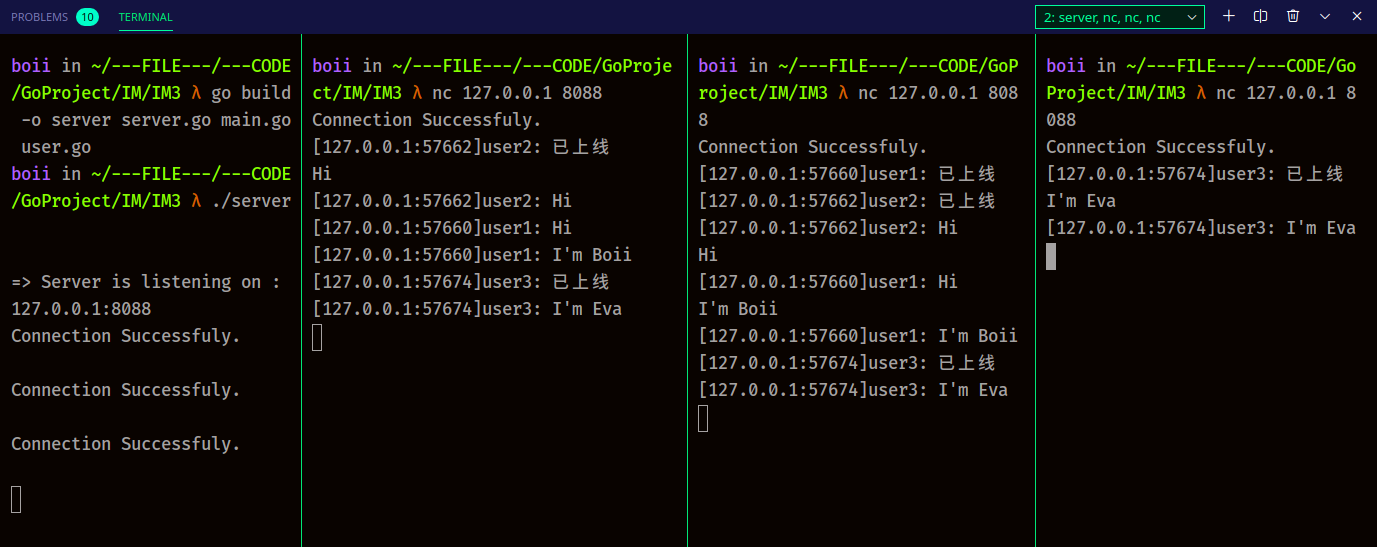 PROBLEMS 10 TERMINAL 2: server, nc, nc, nc
boii in ~/---FILE---/---CODE
/GoProject/IM/IM3 λ go build
-o server server.go main.go
user.go
boii in ~/---FILE---/---CODE
/GoProject/IM/IM3 λ ./server
=> Server is listening on :
127.0.0.1:8088
Connection Successfuly.
Connection Successfuly.
Connection Successfuly.
boii in ~/---FILE---/---CODE/GoProje
ct/IM/IM3 λ nc 127.0.0.1 8088
Connection Successfuly.
[127.0.0.1:57662]user2: 已上线
Hi
[127.0.0.1:57662]user2: Hi
[127.0.0.1:57660]user1: Hi
[127.0.0.1:57660]user1: I'm Boii
[127.0.0.1:57674]user3: 已上线
[127.0.0.1:57674]user3: I'm Eva
boii in ~/---FILE---/---CODE/GoP
roject/IM/IM3 λ nc 127.0.0.1 808
8
Connection Successfuly.
[127.0.0.1:57660]user1: 已上线
[127.0.0.1:57662]user2: 已上线
[127.0.0.1:57662]user2: Hi
Hi
[127.0.0.1:57660]user1: Hi
I'm Boii
[127.0.0.1:57660]user1: I'm Boii
[127.0.0.1:57674]user3: 已上线
[127.0.0.1:57674]user3: I'm Eva
boii in ~/---FILE---/---CODE/Go
Project/IM/IM3 λ nc 127.0.0.1 8
088
Connection Successfuly.
[127.0.0.1:57674]user3: 已上线
I'm Eva
[127.0.0.1:57674]user3: I'm Eva